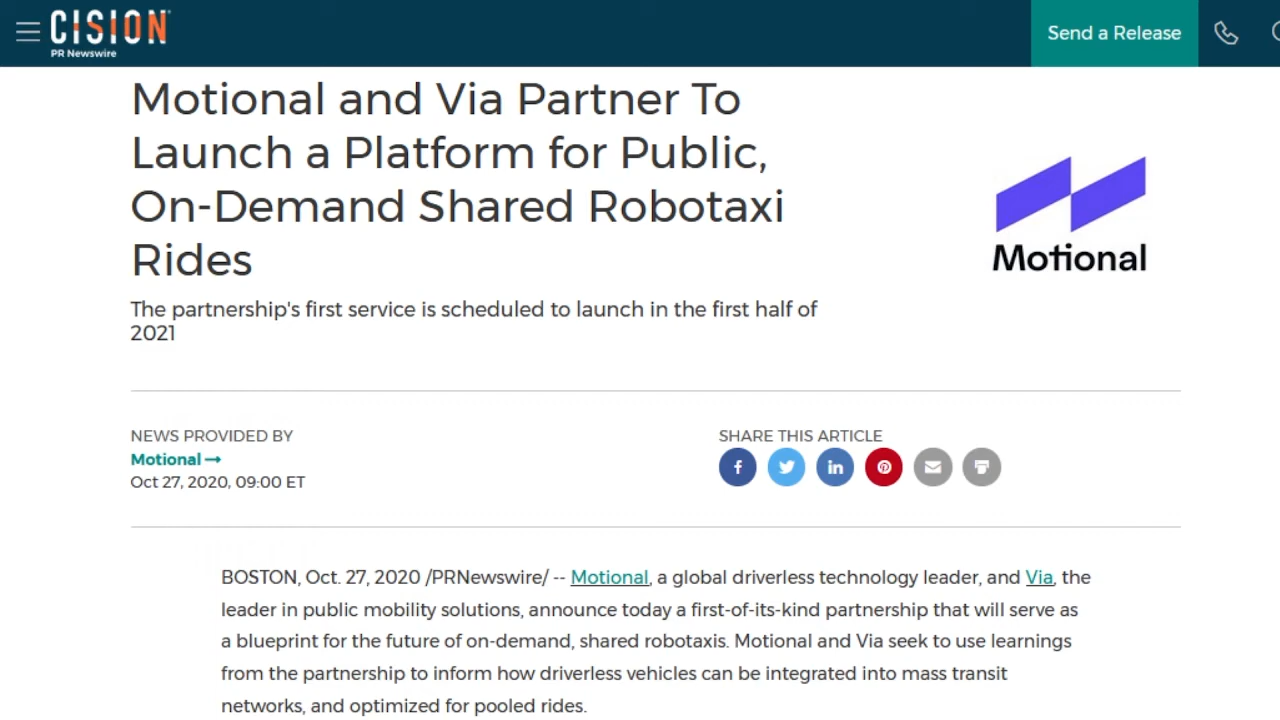 CISION
PR Newswire
Send a Release
Motional and Via Partner To
Launch a Platform for Public,
On-Demand Shared Robotaxi
Rides
Motional
The partnership's first service is scheduled to launch in the first half of
2021
NEWS PROVIDED BY
Motional
Oct 27, 2020, 09:00 ET
SHARE THIS ARTICLE
BOSTON, Oct. 27, 2020 /PRNewswire/ -- Motional, a global driverless technology leader, and Via, the
leader in public mobility solutions, announce today a first-of-its-kind partnership that will serve as
a blueprint for the future of on-demand, shared robotaxis. Motional and Via seek to use learnings
from the partnership to inform how driverless vehicles can be integrated into mass transit
networks, and optimized for pooled rides.